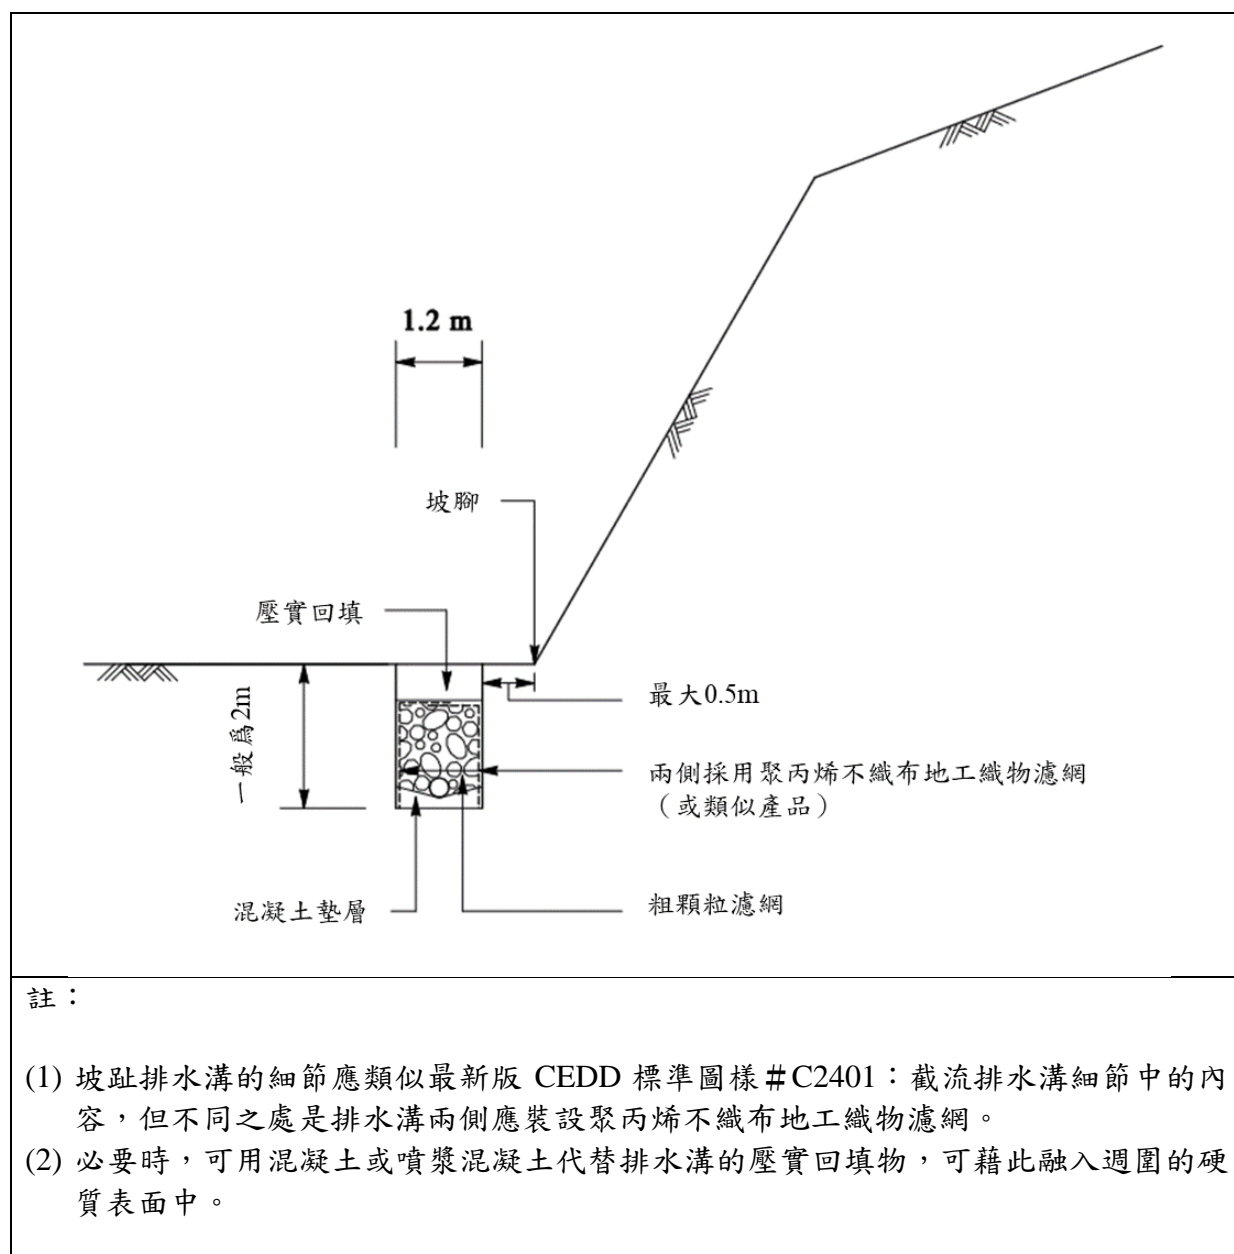 1.2 m
坡腳
壓實回填
一般爲2m
最大0.5m
兩側採用聚丙烯不織布地工織物濾網
（或類似產品）
混凝土墊層
粗顆粒濾網
註：
(1) 坡趾排水溝的細節應類似最新版 CEDD 標準圖樣＃C2401：截流排水溝細節中的內
容，但不同之處是排水溝兩側應裝設聚丙烯不織布地工織物濾網。
(2) 必要時，可用混凝土或噴漿混凝土代替排水溝的壓實回填物，可藉此融入週圍的硬
質表面中。